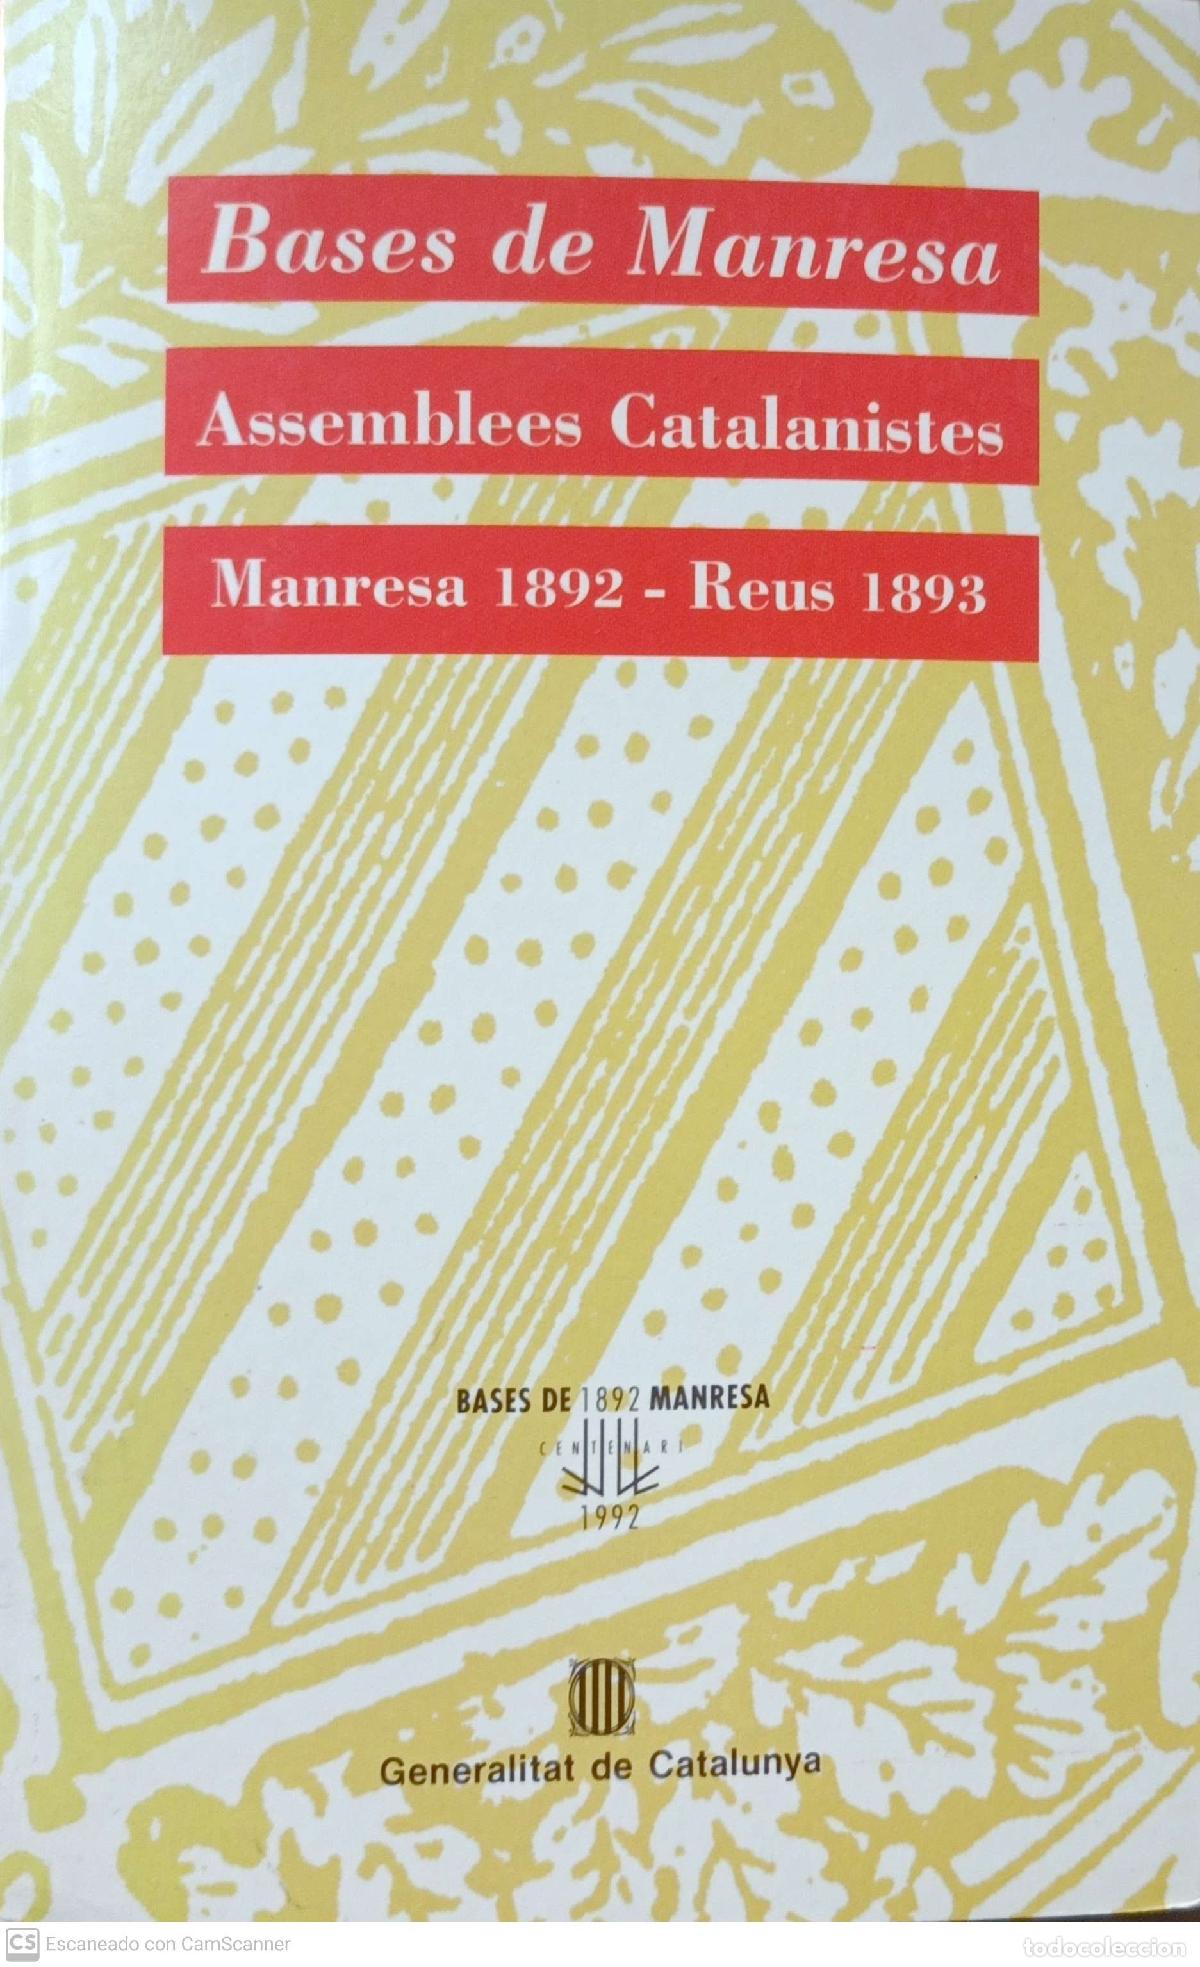 Bases de Manresa
Assemblees Catalanistes
Manresa 1892 - Reus 1893
BASES DE 1892 MANRESA
CENTENARI
1992
Generalitat de Catalunya
CS Escaneado con CamScanner
todocoleccion